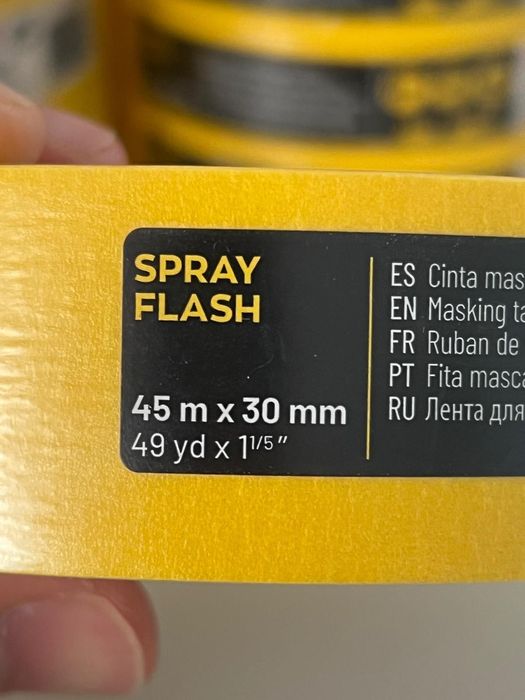 SPRAY
FLASH
45 m x 30 mm
49 yd x 1 1/5"
ES Cinta mas
EN Masking ta
FR Ruban de
PT Fita masca
RU Лента для